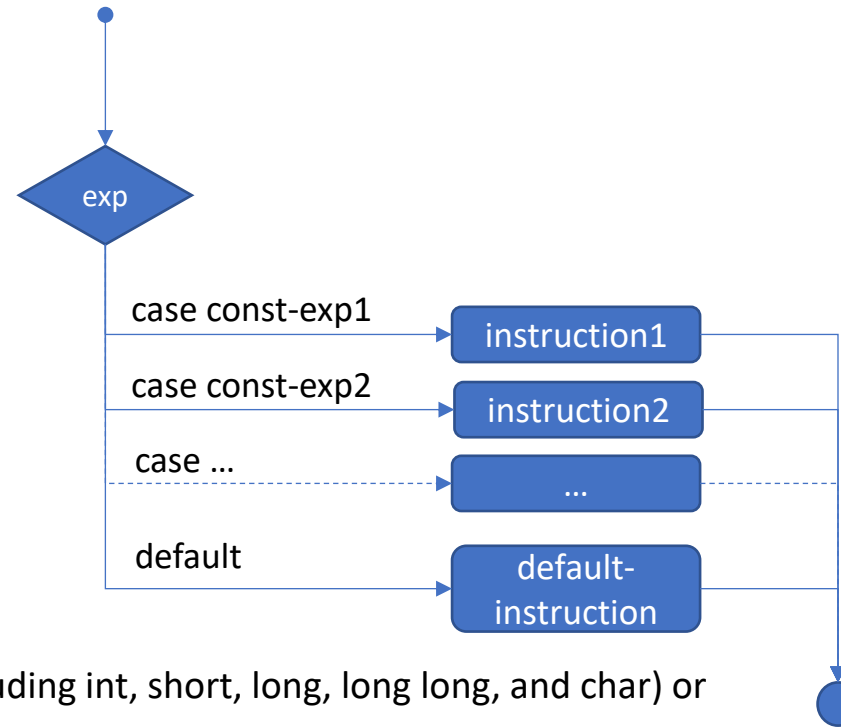 exp
case const-exp1
instruction1
case const-exp2
instruction2
case ...
...
default
default-
instruction
int, short, long, long long, and char) or